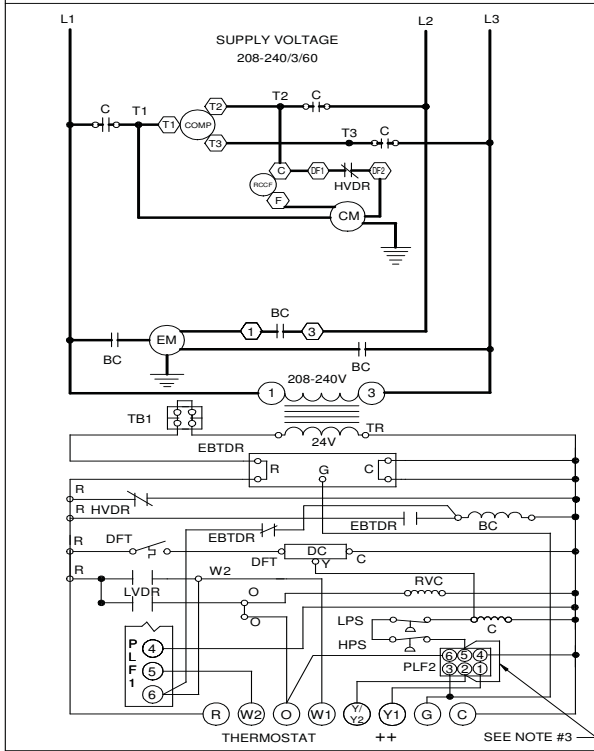 L1 L2 L3
SUPPLY VOLTAGE
208-240/3/60
C T1 T1 COMP T2 T2 C
T3 T3 C
C DF1 DF2
HVDR
RCCF
F CM
BC
EM 1 3
BC BC
208-240V
1 3
TB1 TR
24V
EBTDR
R G C
R HVDR
R EBTDR BC
EBTDR
R DFT DFT DC C
Y
R W2 O RVC
LVDR
O LPS C
HPS
PLF1 4 5 6
6 5 4
3 2 1
PLF2
R W2 O W1 Y/Y2 Y1 G C
THERMOSTAT ++ SEE NOTE #3